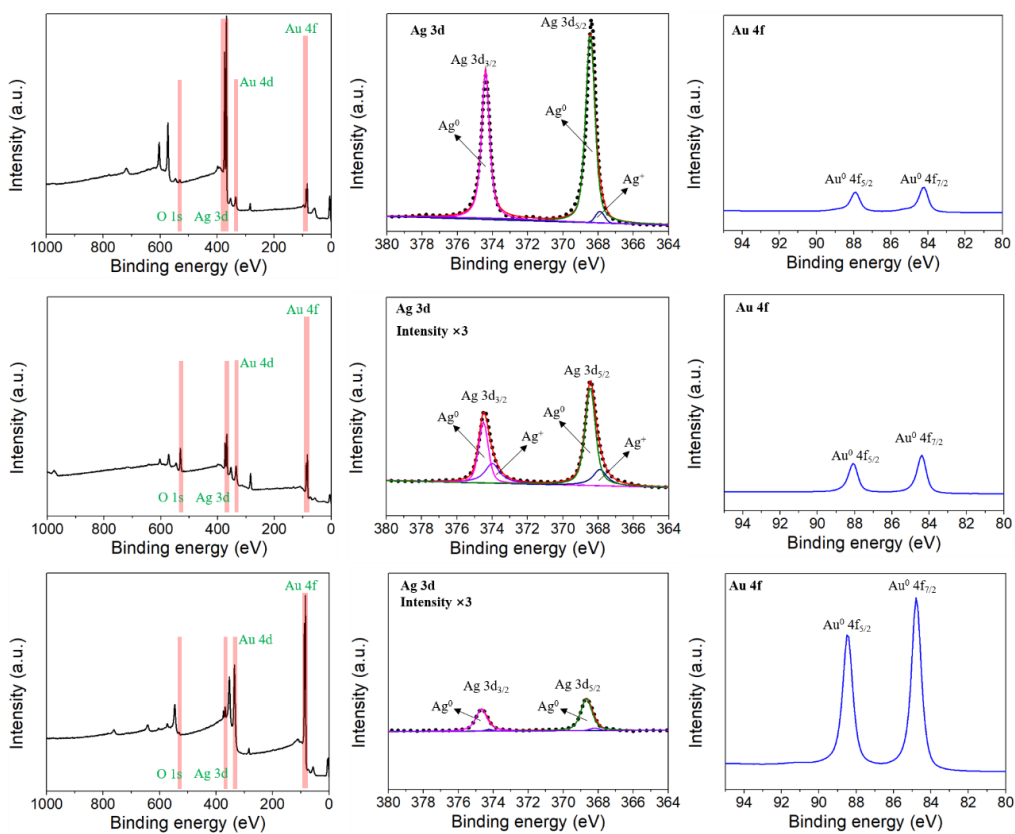 Au 4f
Au 4d
O 1s Ag 3d
Intensity (a.u.)
1000 800 600 400 200 0
Binding energy (eV)
Ag 3d
Ag 3d5/2
Ag 3d3/2
Ag⁰
Ag⁰
Ag⁺
Intensity (a.u.)
380 378 376 374 372 370 368 366 364
Binding energy (eV)
Au 4f
Au⁰ 4f5/2 Au⁰ 4f7/2
Intensity (a.u.)
94 92 90 88 86 84 82 80
Binding energy (eV)
Au 4f
Au 4d
O 1s Ag 3d
Intensity (a.u.)
1000 800 600 400 200 0
Binding energy (eV)
Ag 3d
Intensity ×3
Ag 3d5/2
Ag 3d3/2
Ag⁰
Ag⁺
Ag⁰
Ag⁺
Intensity (a.u.)
380 378 376 374 372 370 368 366 364
Binding energy (eV)
Au 4f
Au⁰ 4f7/2
Au⁰ 4f5/2
Intensity (a.u.)
94 92 90 88 86 84 82 80
Binding energy (eV)
Au 4f
Au 4d
O 1s Ag 3d
Intensity (a.u.)
1000 800 600 400 200 0
Binding energy (eV)
Ag 3d
Intensity ×3
Ag 3d3/2 Ag 3d5/2
Ag⁰ Ag⁰
Intensity (a.u.)
380 378 376 374 372 370 368 366 364
Binding energy (eV)
Au 4f
Au⁰ 4f7/2
Au⁰ 4f5/2
Intensity (a.u.)
94 92 90 88 86 84 82 80
Binding energy (eV)